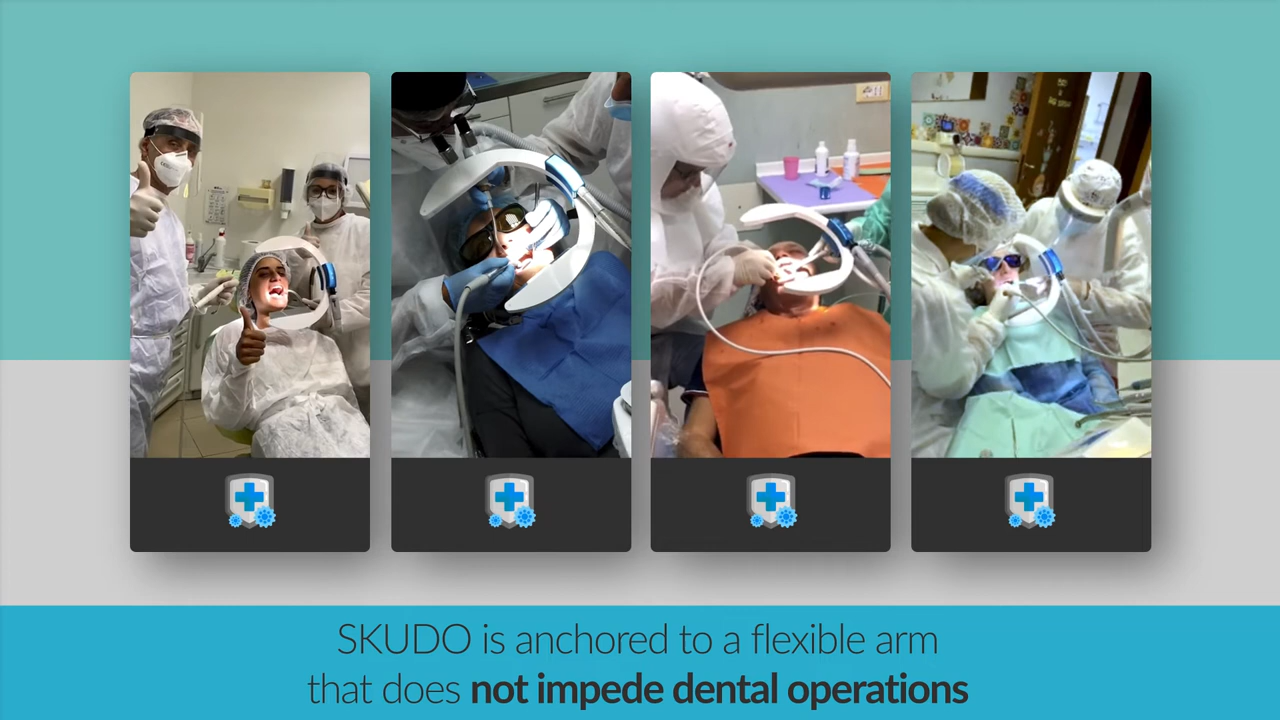 SKUDO is anchored to a flexible arm
that does not impede dental operations